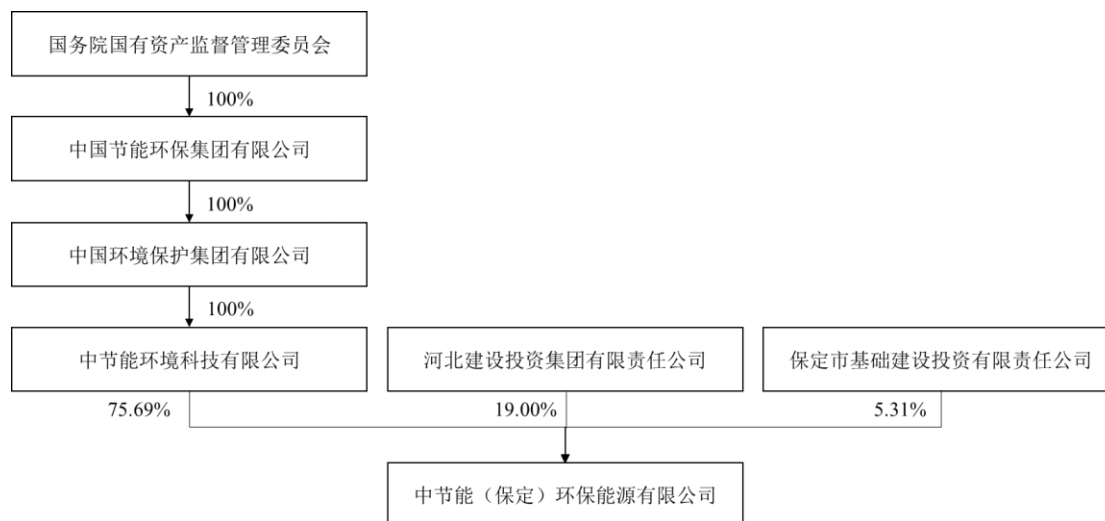 国务院国有资产监督管理委员会
100%
中国节能环保集团有限公司
100%
中国环境保护集团有限公司
100%
中节能环境科技有限公司
河北建设投资集团有限责任公司
保定市基础建设投资有限责任公司
75.69%
19.00%
5.31%
中节能（保定）环保能源有限公司